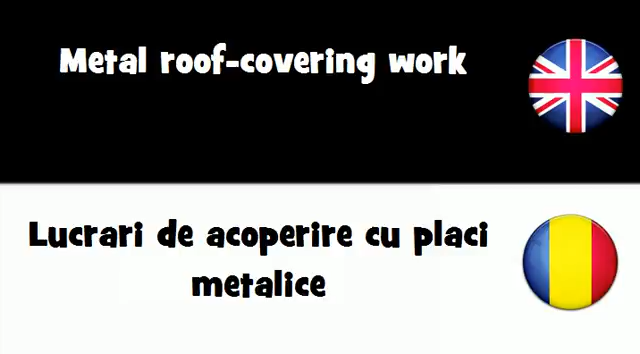 Metal roof-covering work
Lucrari de acoperire cu placi
metalice